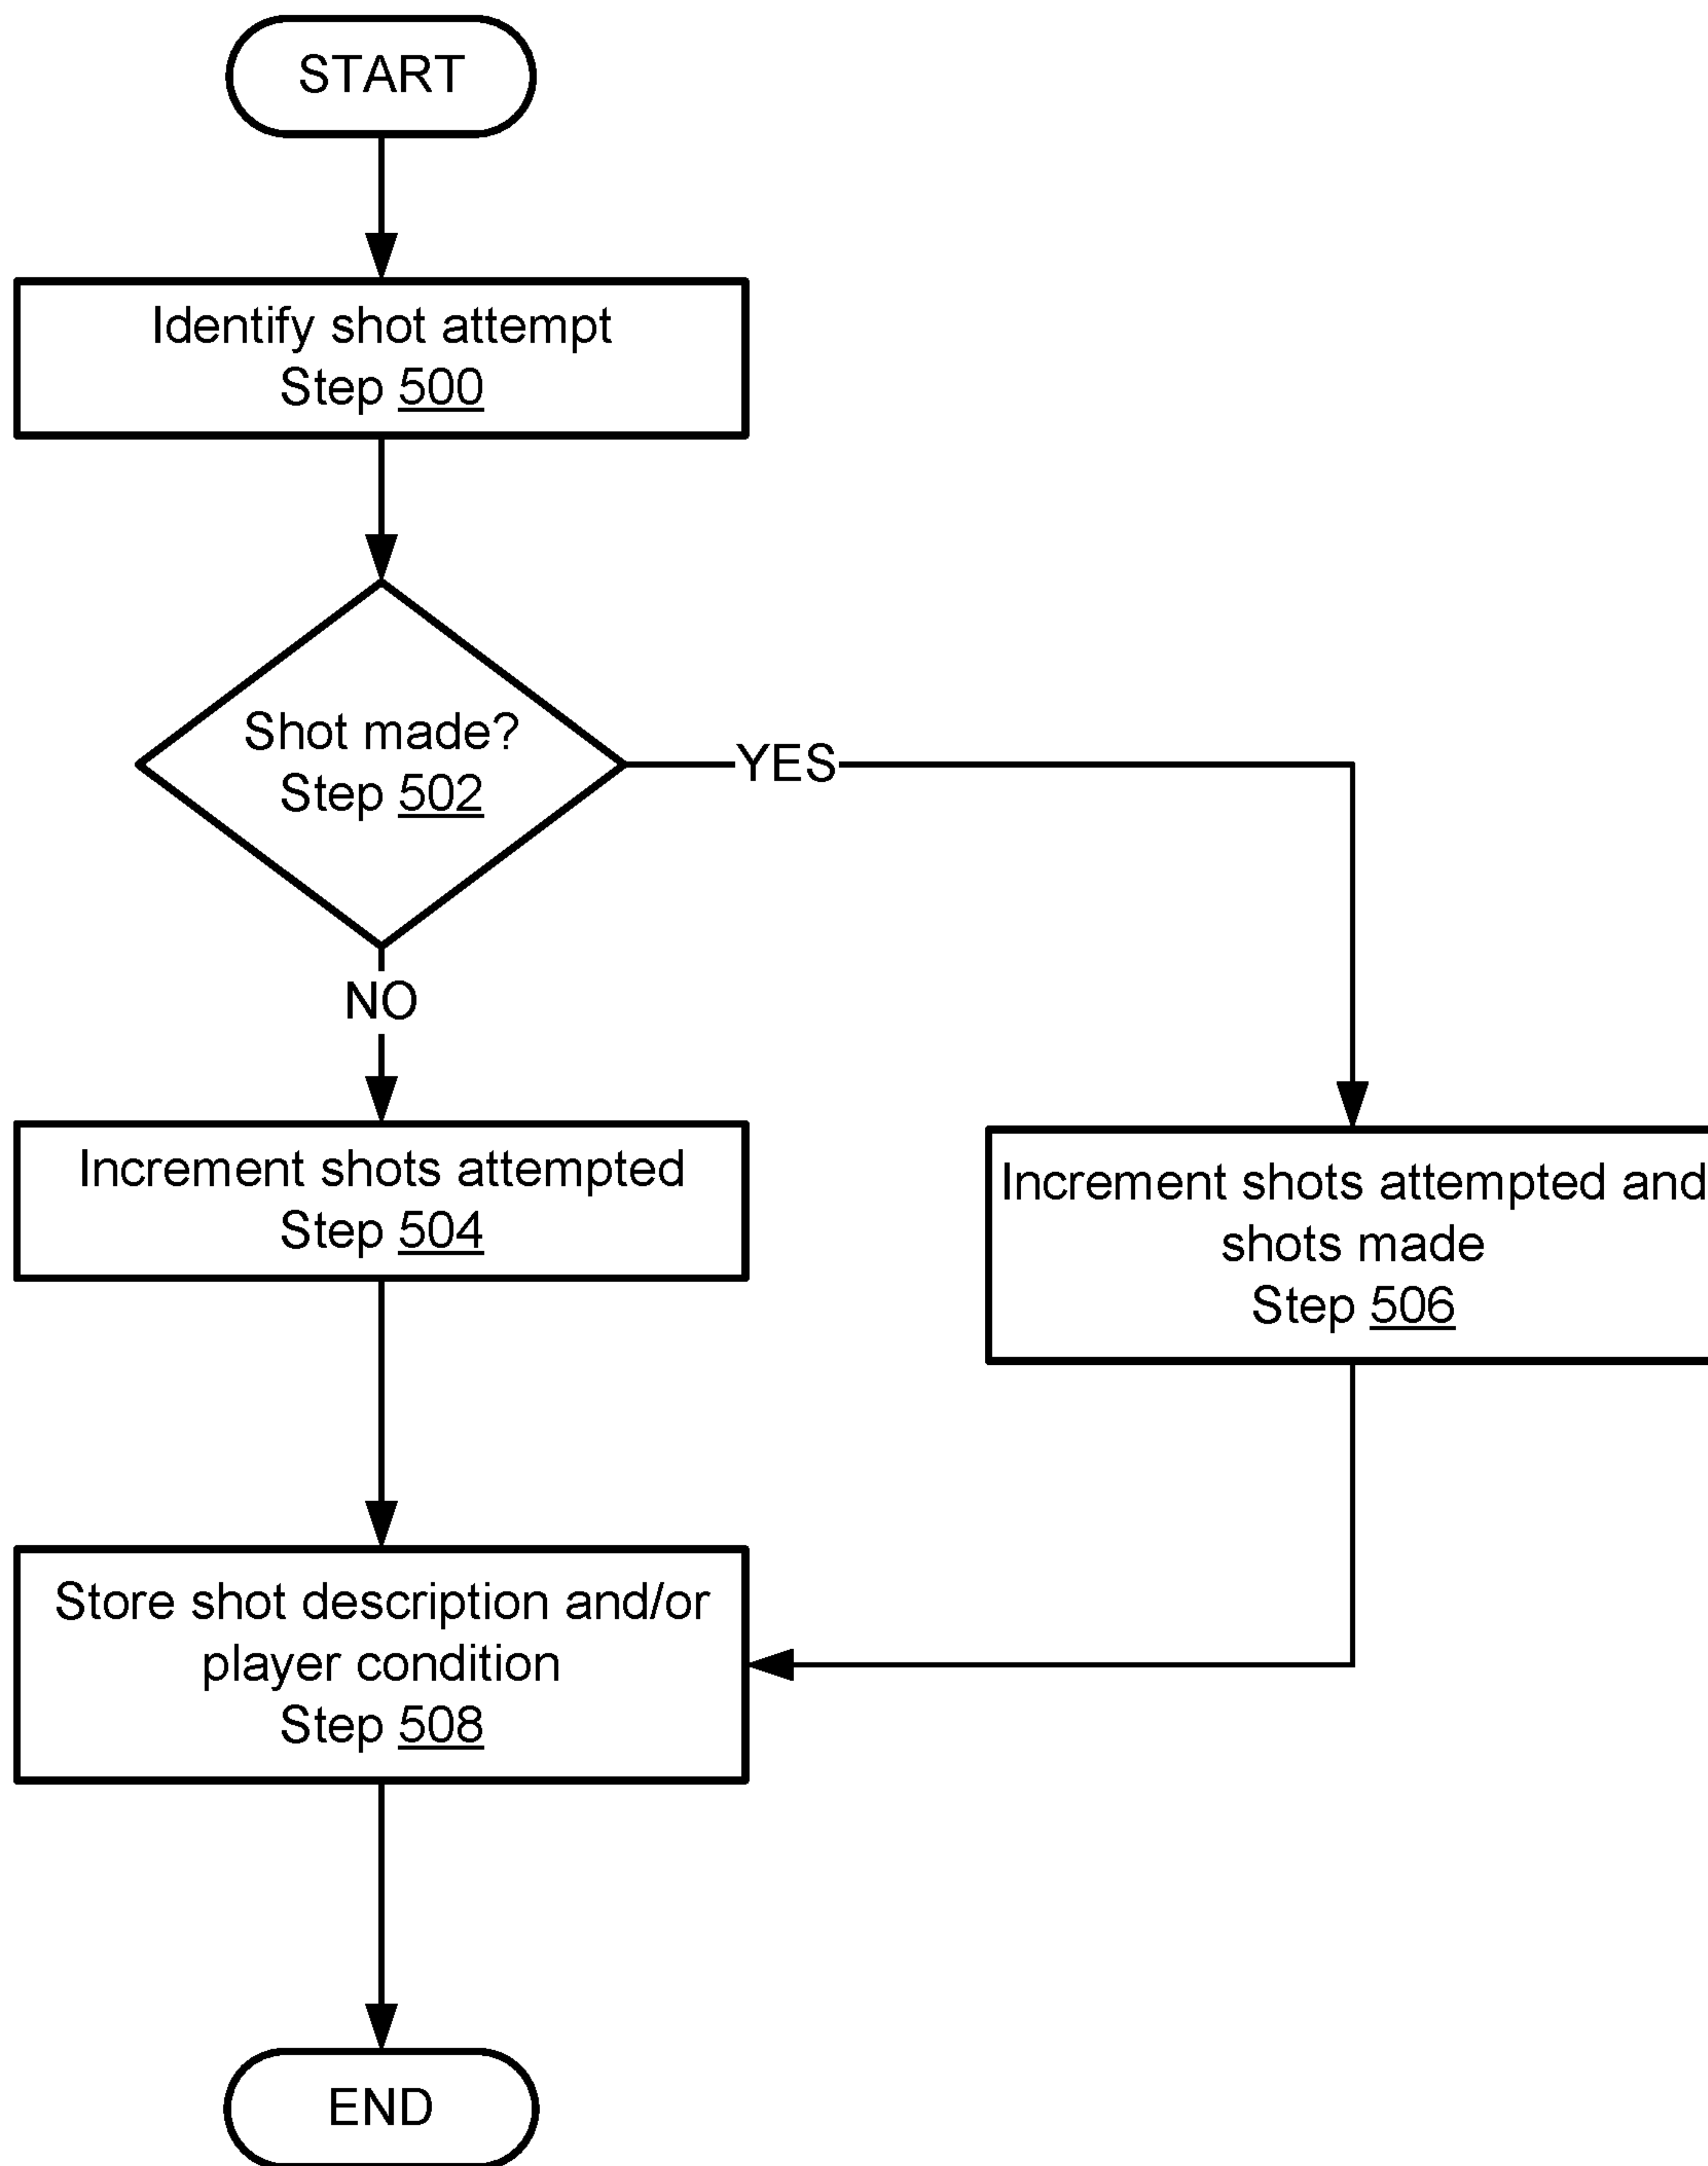 START
Identify shot attempt
Step 500
Shot made?
Step 502
YES
NO
Increment shots attempted
Step 504
Increment shots attempted and
shots made
Step 506
Store shot description and/or
player condition
Step 508
END